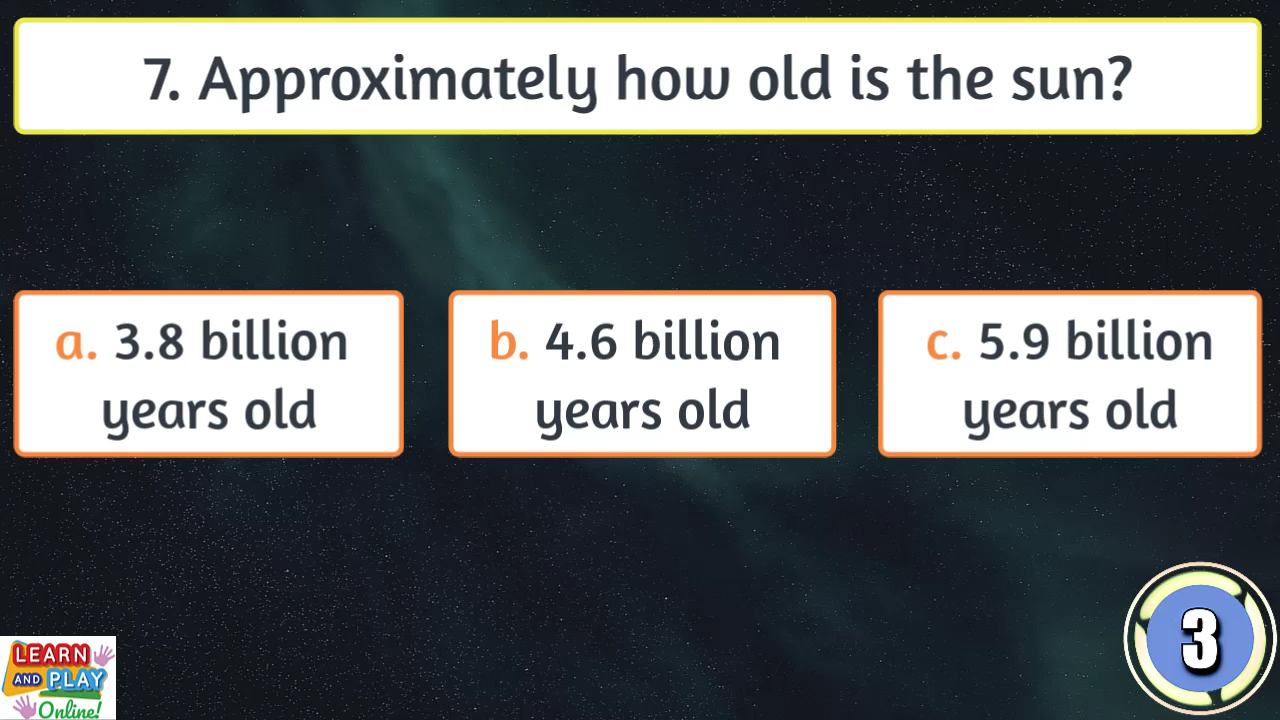 7. Approximately how old is the sun?
a. 3.8 billion
years old
b. 4.6 billion
years old
c. 5.9 billion
years old
3
LEARN
AND PLAY
Online!